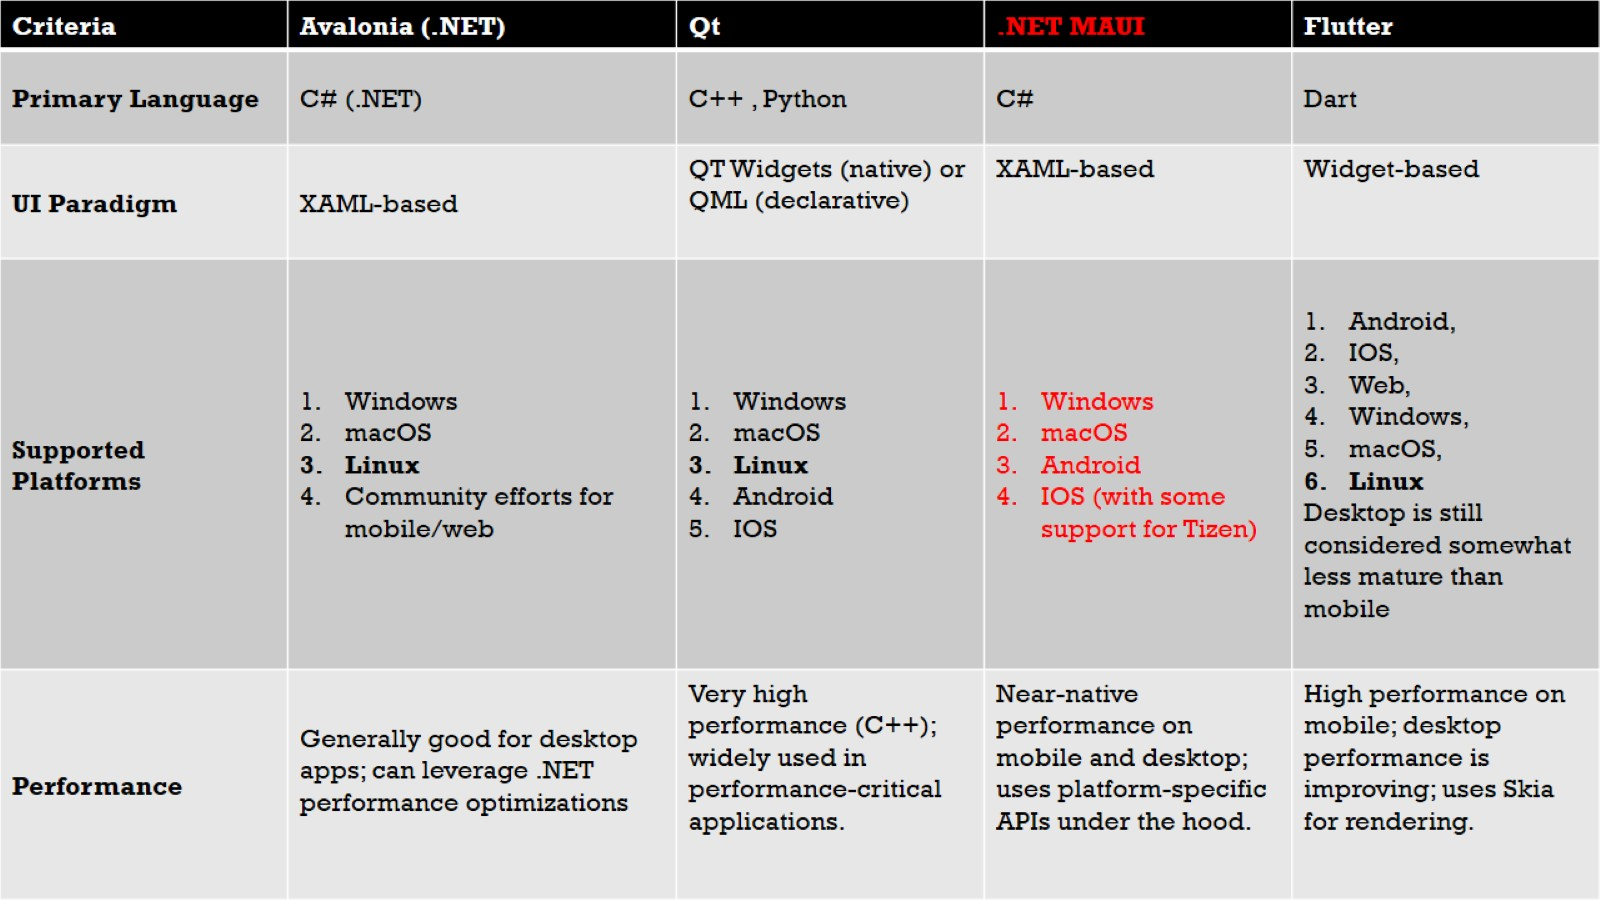 Criteria
Avalonia (.NET)
Qt
.NET MAUI
Flutter
Primary Language
C# (.NET)
C++ , Python
C#
Dart
UI Paradigm
XAML-based
QT Widgets (native) or
QML (declarative)
XAML-based
Widget-based
Supported
Platforms
1. Windows
2. macOS
3. Linux
4. Community efforts for
mobile/web
1. Windows
2. macOS
3. Linux
4. Android
5. IOS
1. Windows
2. macOS
3. Android
4. IOS (with some
support for Tizen)
1. Android,
2. IOS,
3. Web,
4. Windows,
5. macOS,
6. Linux
Desktop is still
considered somewhat
less mature than
mobile
Performance
Generally good for desktop
apps; can leverage .NET
performance optimizations
Very high
performance (C++);
widely used in
performance-critical
applications.
Near-native
performance on
mobile and desktop;
uses platform-specific
APIs under the hood.
High performance on
mobile; desktop
performance is
improving; uses Skia
for rendering.